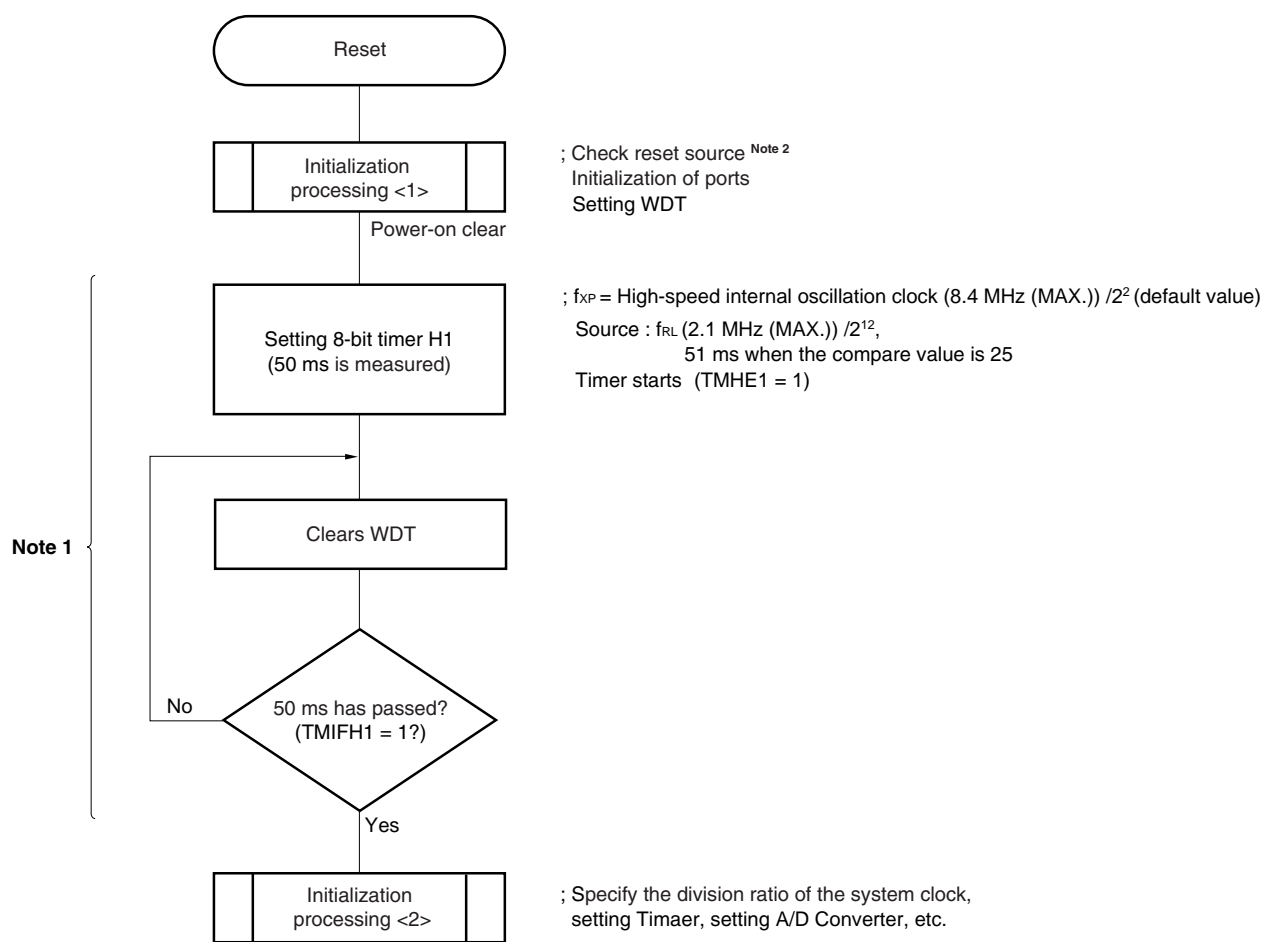 Reset
Initialization
processing <1>
; Check reset source Note 2
Initialization of ports
Setting WDT
Power-on clear
Setting 8-bit timer H1
(50 ms is measured)
; fXP = High-speed internal oscillation clock (8.4 MHz (MAX.)) /2² (default value)
Source : fRL (2.1 MHz (MAX.)) /2¹²,
51 ms when the compare value is 25
Timer starts (TMHE1 = 1)
Note 1
Clears WDT
No
50 ms has passed?
(TMIFH1 = 1?)
Yes
Initialization
processing <2>
; Specify the division ratio of the system clock,
setting Timaer, setting A/D Converter, etc.